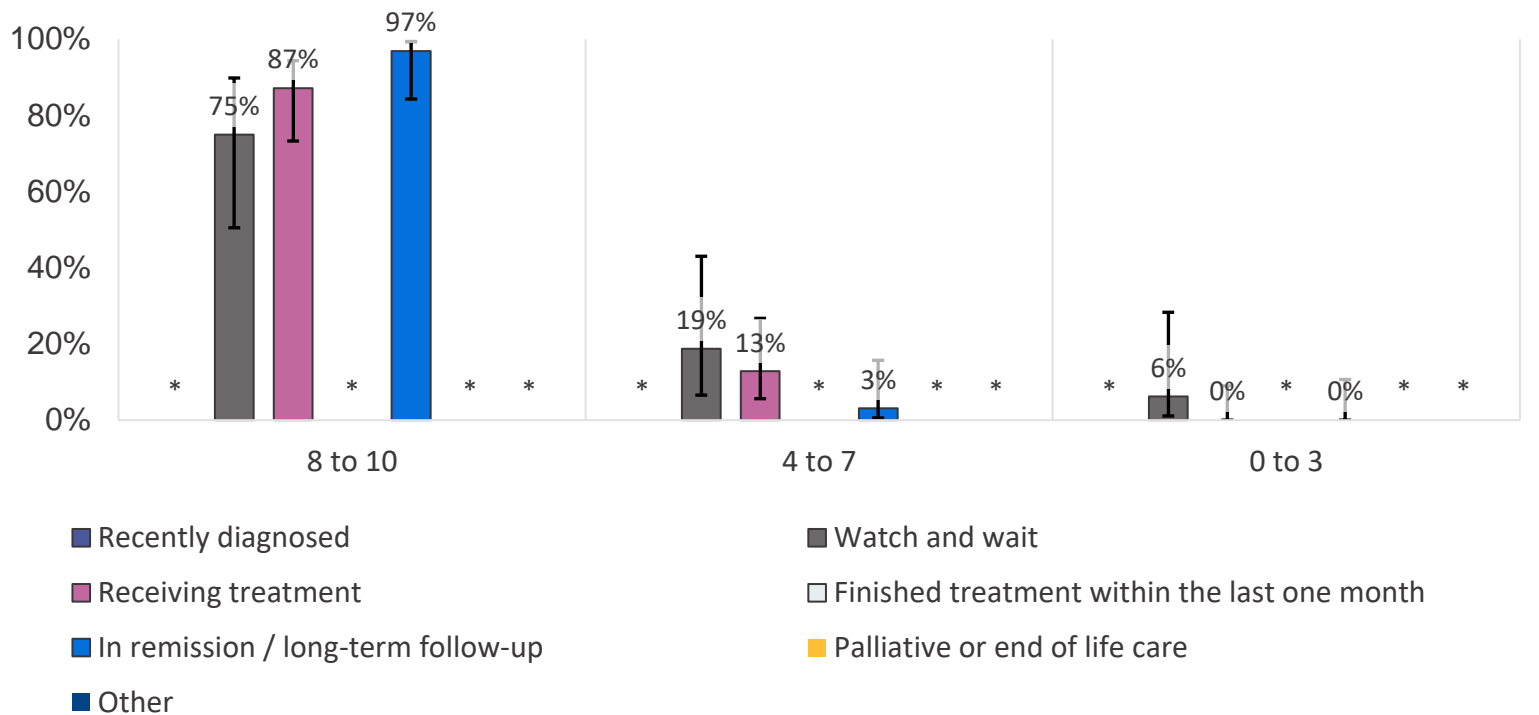 97%
100%
87%
75%
80%
60%
40%
19%
13%
20%
6%
3%
0%
0%
* * * * * * * * * * * *
0%
8 to 10
4 to 7
0 to 3
Recently diagnosed
Watch and wait
Receiving treatment
Finished treatment within the last one month
In remission / long-term follow-up
Palliative or end of life care
Other